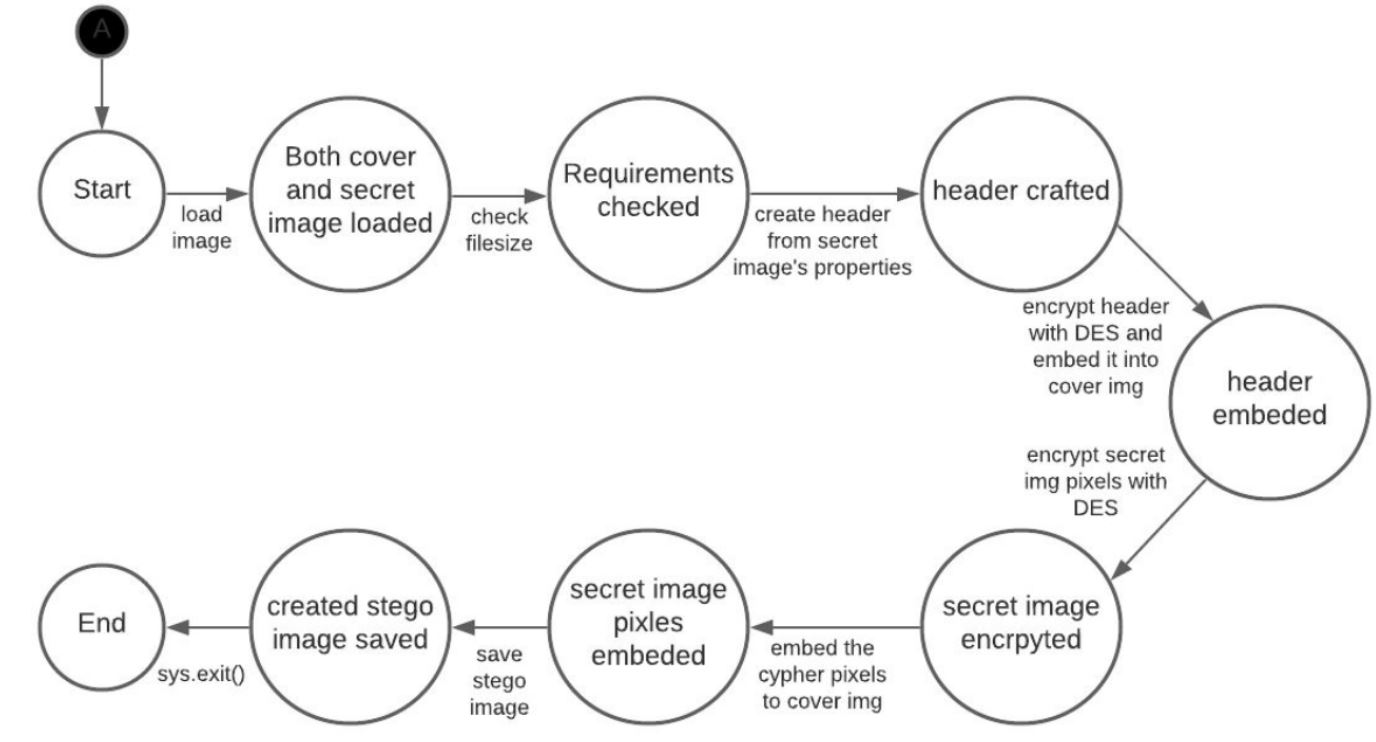 A
Start
load
image
Both cover
and secret
image loaded
check
filesize
Requirements
checked
create header
from secret
image's properties
header crafted
encrypt header
with DES and
embed it into
cover img
header
embeded
encrypt secret
img pixels with
DES
secret image
encrpyted
embed the
cypher pixels
to cover img
secret image
pixles
embeded
save
stego
image
created stego
image saved
sys.exit()
End